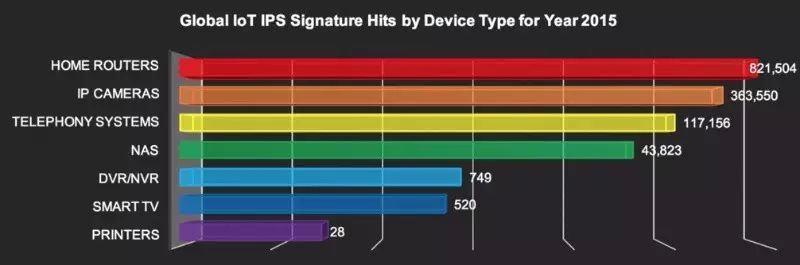 Global IoT IPS Signature Hits by Device Type for Year 2015
HOME ROUTERS 821,504
IP CAMERAS 363,550
TELEPHONY SYSTEMS 117,156
NAS 43,823
DVR/NVR 749
SMART TV 520
PRINTERS 28